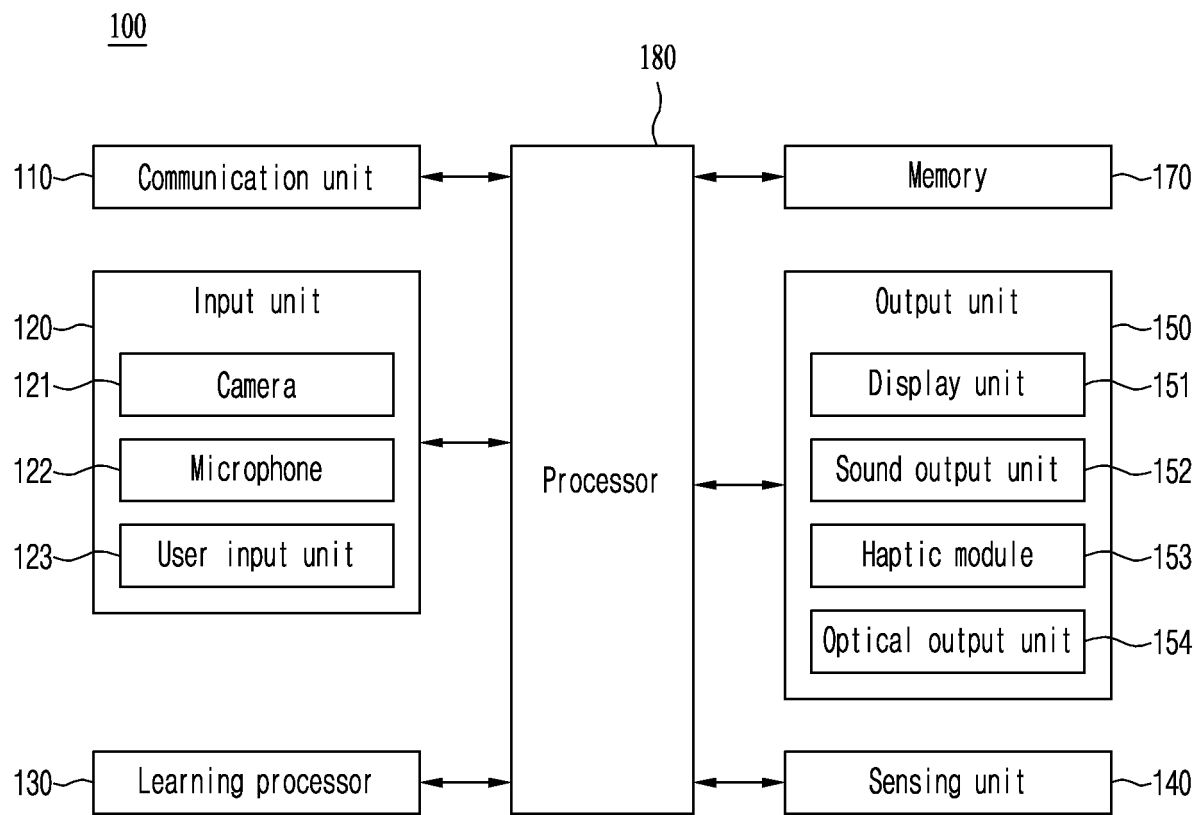 100
180
110
Communication unit
Memory
170
Input unit
120
Camera
121
Microphone
122
User input unit
123
Processor
Output unit
150
Display unit
151
Sound output unit
152
Haptic module
153
Optical output unit
154
130
Learning processor
Sensing unit
140